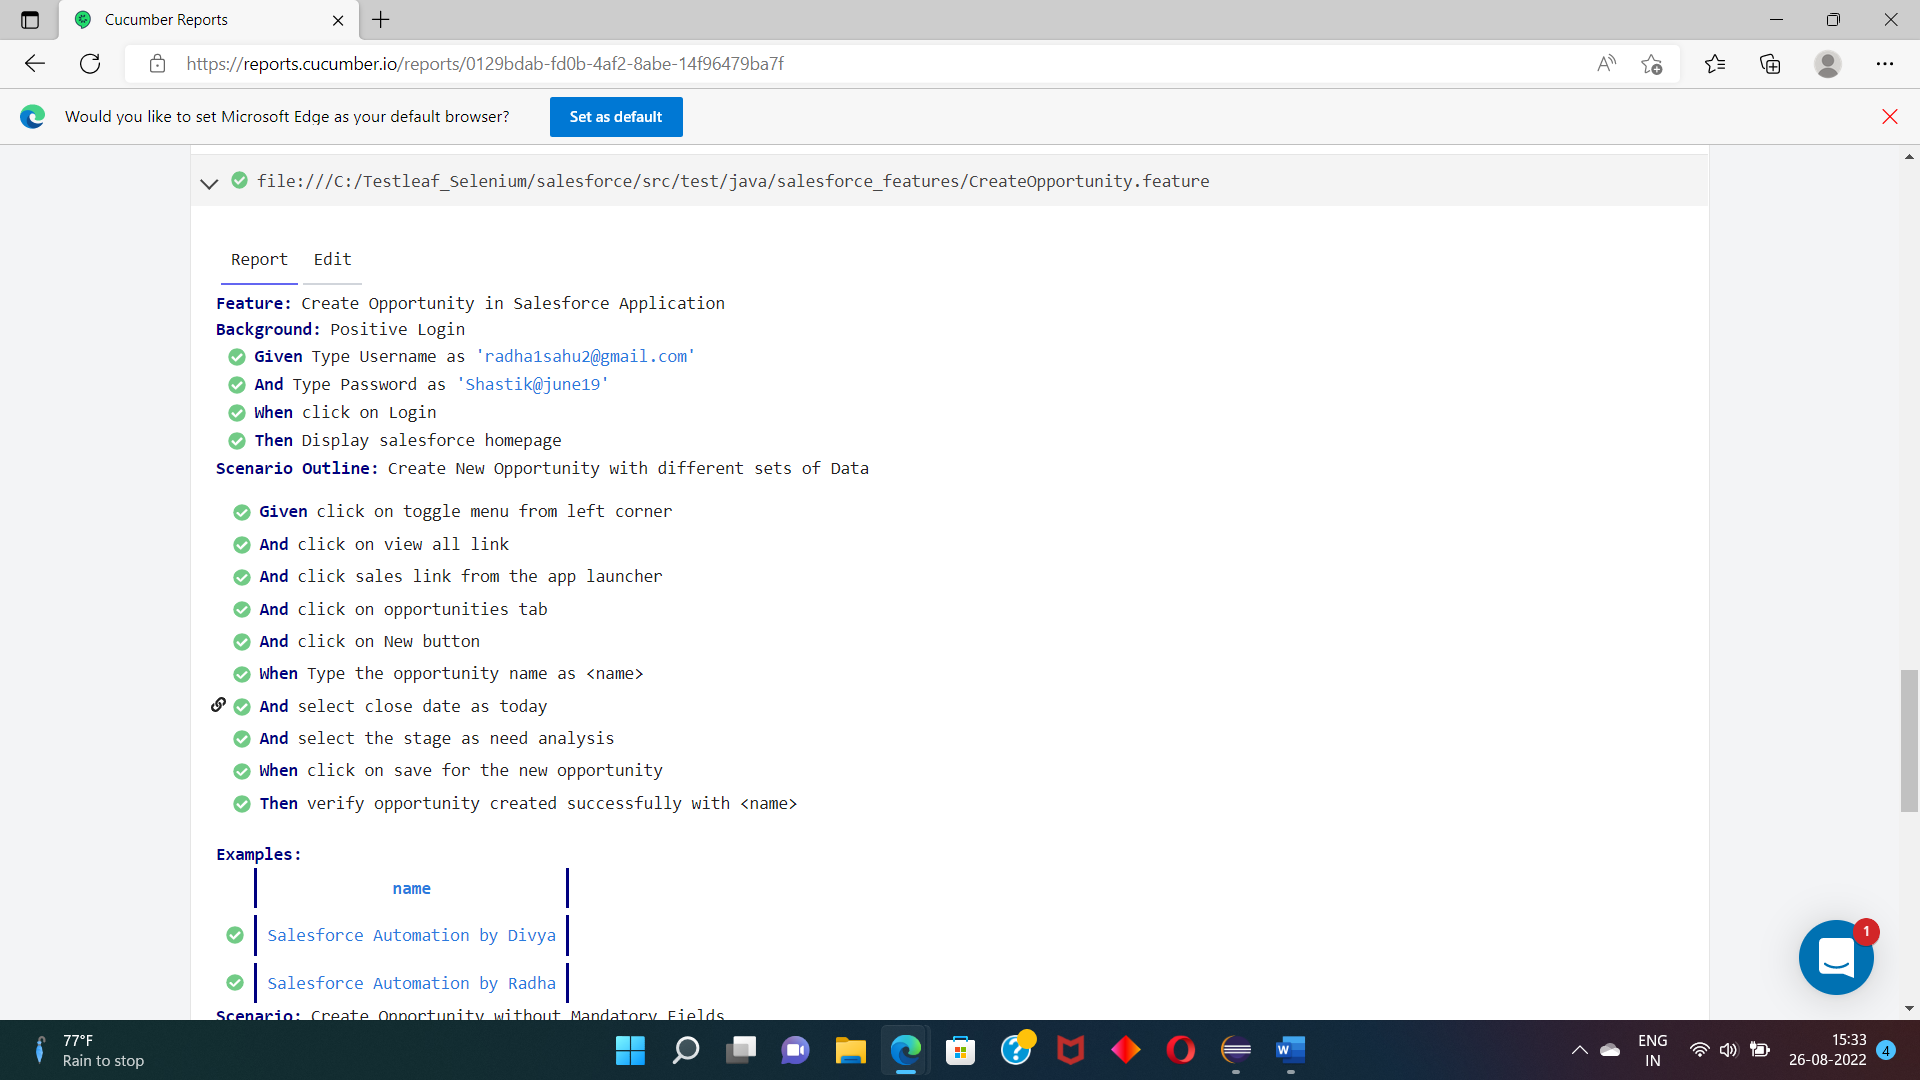 Cucumber Reports
https://reports.cucumber.io/reports/0129bdab-fd0b-4af2-8abe-14f96479ba7f
Would you like to set Microsoft Edge as your default browser?
Set as default
file:///C:/Testleaf_Selenium/salesforce/src/test/java/salesforce_features/CreateOpportunity.feature
Report Edit
Feature: Create Opportunity in Salesforce Application
Background: Positive Login
Given Type Username as 'radha1sahu2@gmail.com'
And Type Password as 'Shastik@june19'
When click on Login
Then Display salesforce homepage
Scenario Outline: Create New Opportunity with different sets of Data
Given click on toggle menu from left corner
And click on view all link
And click sales link from the app launcher
And click on opportunities tab
And click on New button
When Type the opportunity name as <name>
And select close date as today
And select the stage as need analysis
When click on save for the new opportunity
Then verify opportunity created successfully with <name>
Examples:
name
Salesforce Automation by Divya
Salesforce Automation by Radha
Scenario: Create Opportunity without Mandatory Fields
1
77°F
Rain to stop
ENG
IN
15:33
26-08-2022
4